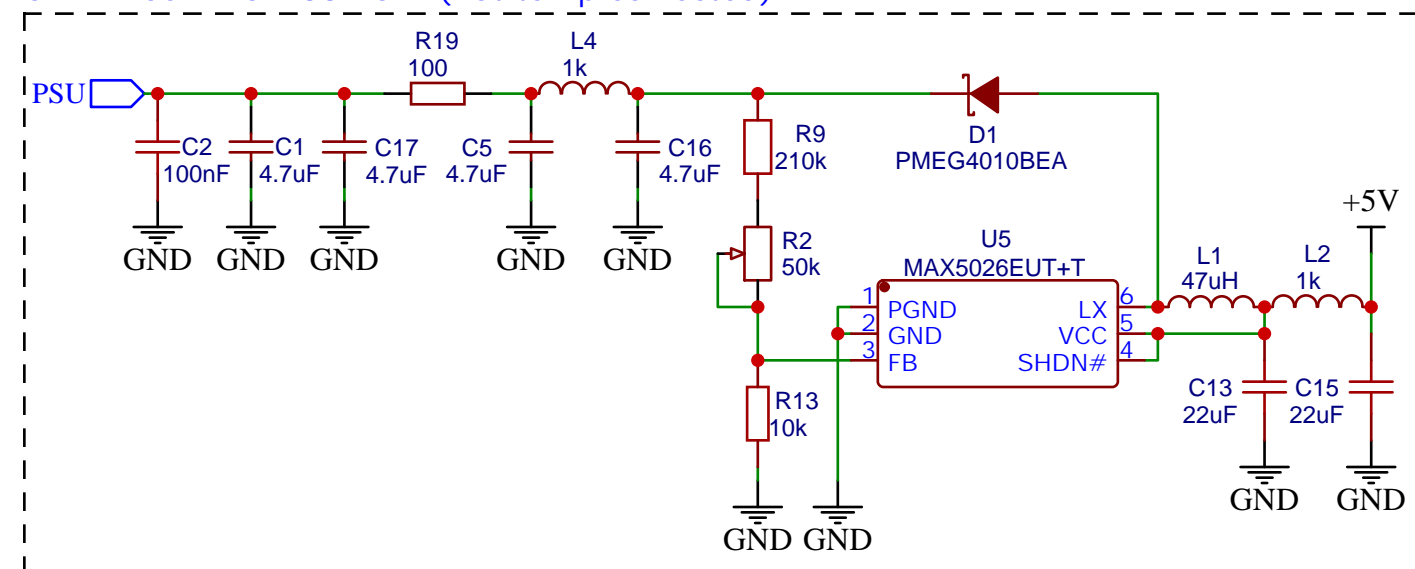 R19
100
L4
1k
PSU
C2
100nF
C1
4.7uF
C17
4.7uF
C5
4.7uF
C16
4.7uF
R9
210k
D1
PMEG4010BEA
+5V
R2
50k
U5
MAX5026EUT+T
L1
47uH
L2
1k
GND
GND
GND
GND
GND
1
PGND
2
GND
3
FB
LX
6
VCC
5
SHDN#
4
R13
10k
C13
22uF
C15
22uF
GND
GND
GND
GND